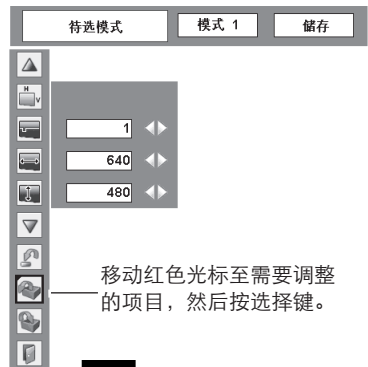 待选模式 模式 1 储存
H
V
1
640
480
移动红色光标至需要调整
的项目，然后按选择键。